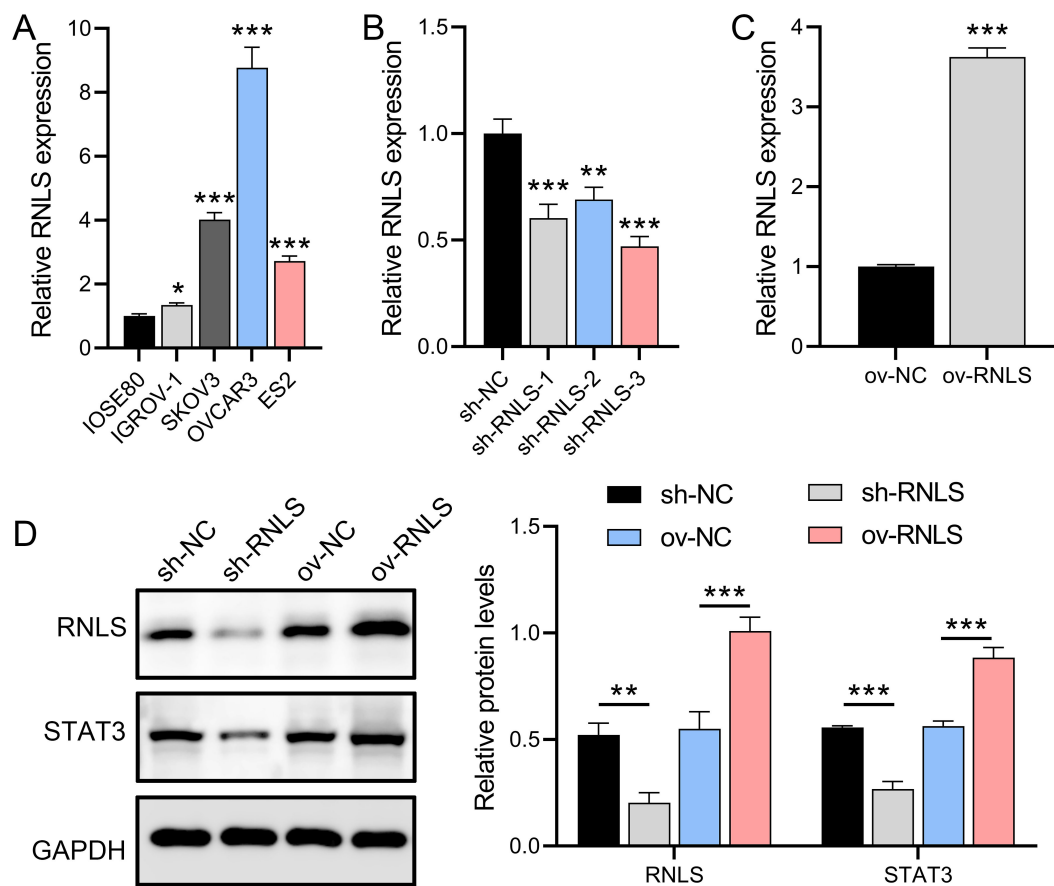 A
Relative RNLS expression
10
8
6
4
2
0
***
***
***
*
IOSE80
IGROV-1
SKOV3
OVCAR3
ES2
B
Relative RNLS expression
1.5
1.0
0.5
0.0
***
**
***
sh-NC
sh-RNLS-1
sh-RNLS-2
sh-RNLS-3
C
Relative RNLS expression
4
3
2
1
0
***
ov-NC
ov-RNLS
D
sh-NC
sh-RNLS
ov-NC
ov-RNLS
RNLS
STAT3
GAPDH
sh-NC
sh-RNLS
ov-NC
ov-RNLS
Relative protein levels
1.5
1.0
0.5
0.0
**
***
***
***
RNLS
STAT3